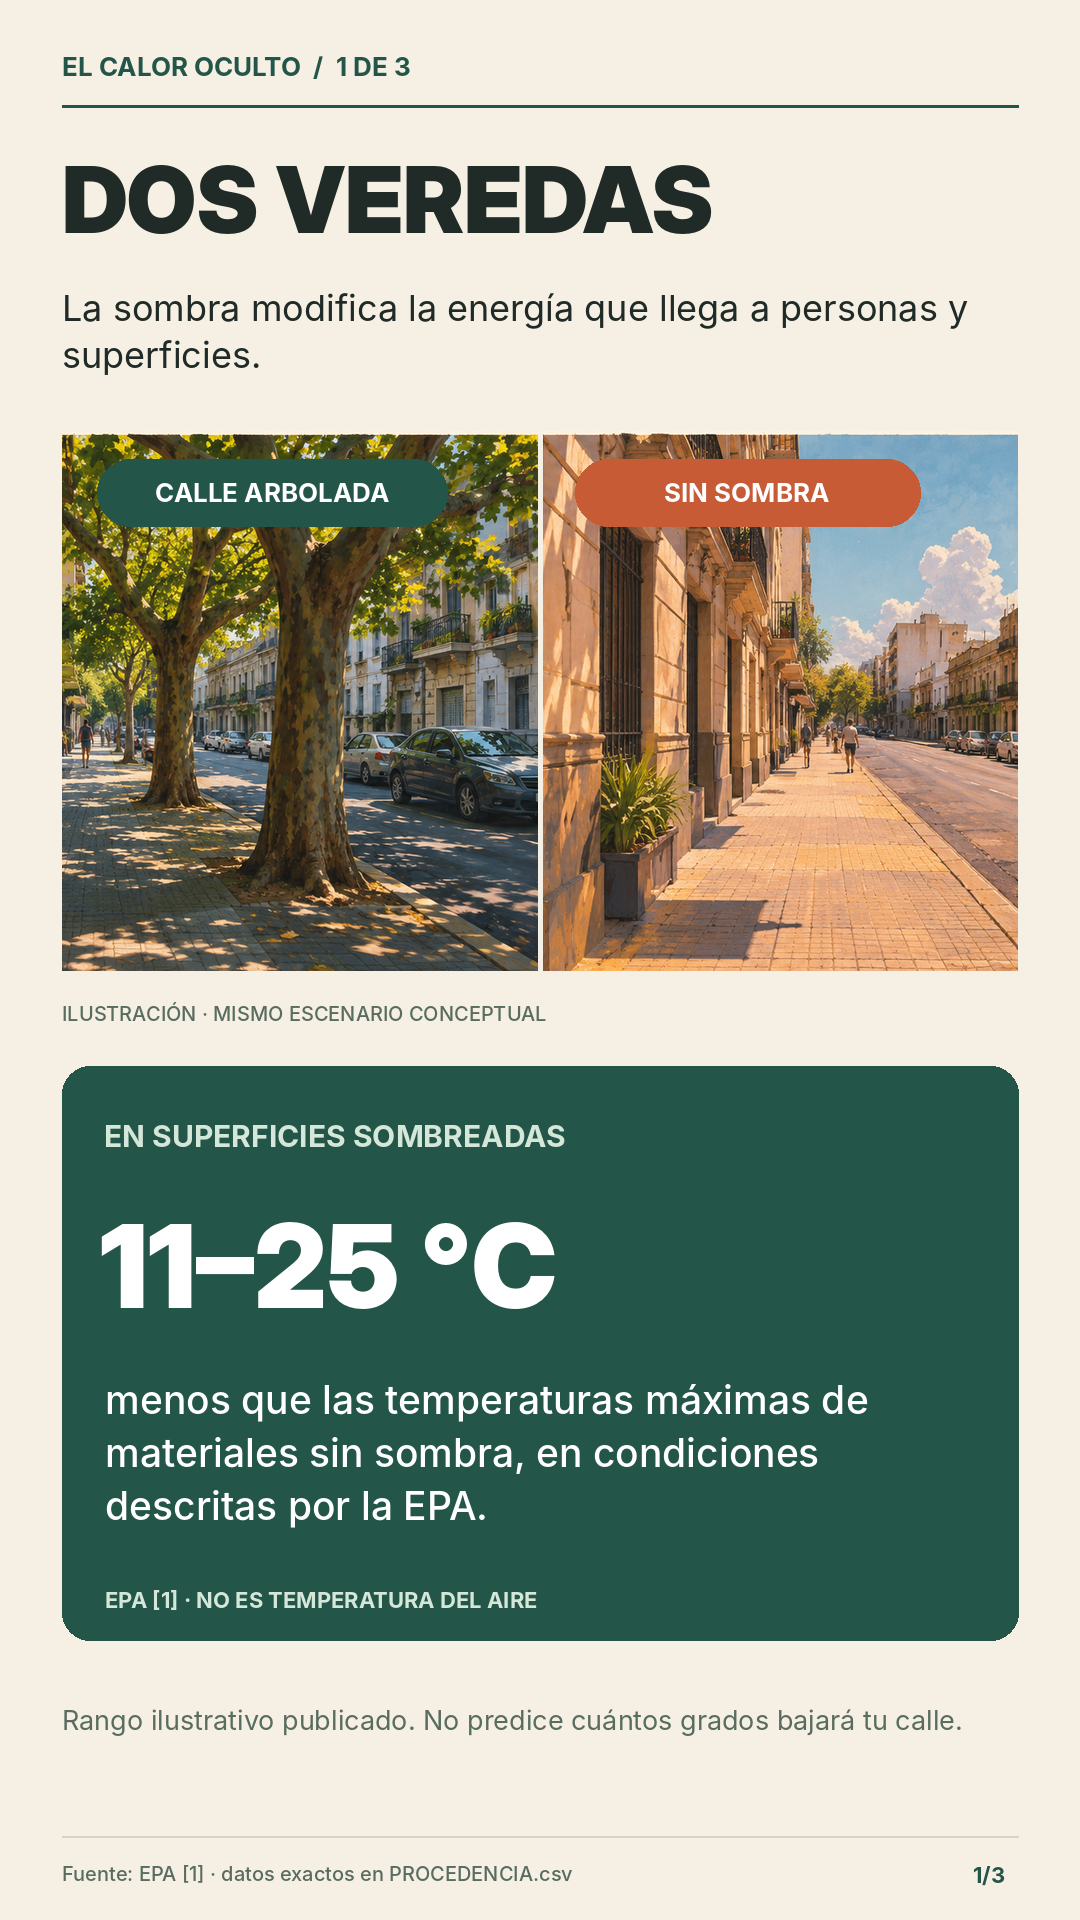 EL CALOR OCULTO / 1 DE 3
DOS VEREDAS
La sombra modifica la energía que llega a personas y
superficies.
CALLE ARBOLADA
SIN SOMBRA
ILUSTRACIÓN · MISMO ESCENARIO CONCEPTUAL
EN SUPERFICIES SOMBREADAS
11–25 °C
menos que las temperaturas máximas de
materiales sin sombra, en condiciones
descritas por la EPA.
EPA [1] · NO ES TEMPERATURA DEL AIRE
Rango ilustrativo publicado. No predice cuántos grados bajará tu calle.
Fuente: EPA [1] · datos exactos en PROCEDENCIA.csv
1/3